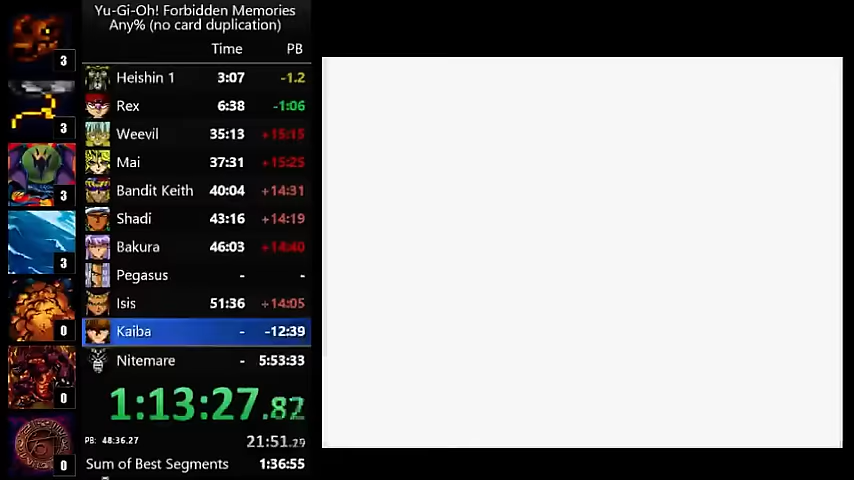 Yu-Gi-Oh! Forbidden Memories
Any% (no card duplication)
Time PB
3 Heishin 1 3:07 -1.2
Rex 6:38 -1:06
3 Weevil 35:13 +15:15
Mai 37:31 +15:25
3 Bandit Keith 40:04 +14:31
Shadi 43:16 +14:19
3 Bakura 46:03 +14:40
Pegasus - -
Isis 51:36 +14:05
0 Kaiba - -12:39
Nitemare - 5:53:33
0 1:13:27.82
PB: 48:36.27 21:51.29
0 Sum of Best Segments 1:36:55